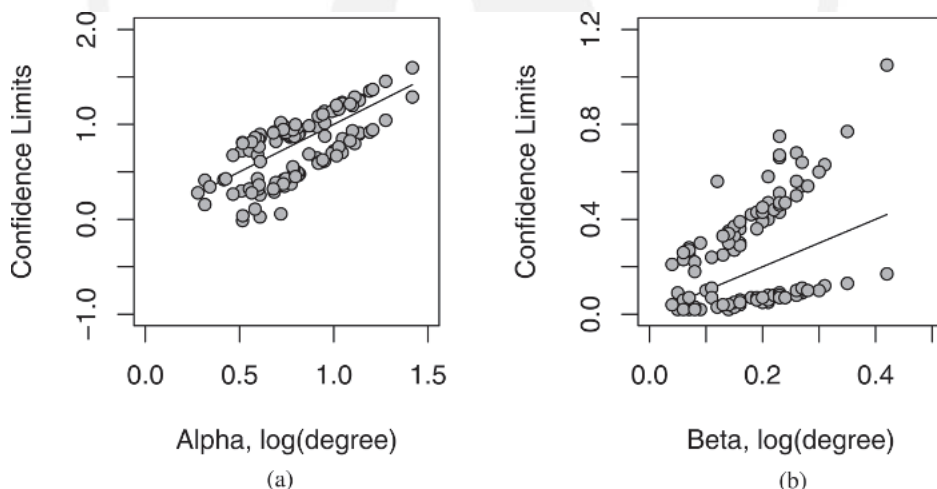 Confidence Limits
2.0
1.0
0.0
−1.0
0.0 0.5 1.0 1.5
Alpha, log(degree)
(a)
Confidence Limits
1.2
0.8
0.4
0.0
0.0 0.2 0.4
Beta, log(degree)
(b)